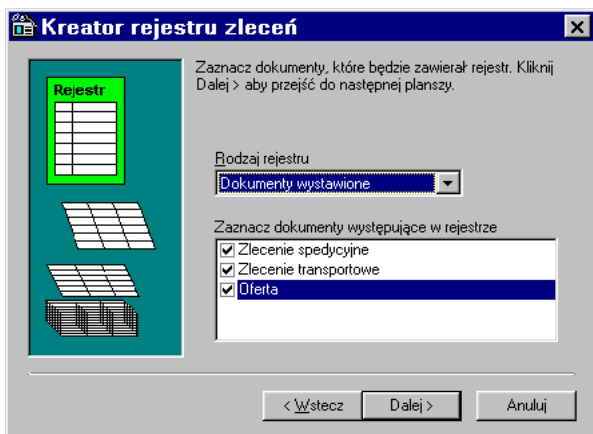 Kreator rejestru zleceń
Rejestr
Zaznacz dokumenty, które będzie zawierał rejestr. Kliknij
Dalej > aby przejść do następnej planszy.
Rodzaj rejestru
Dokumenty wystawione
Zaznacz dokumenty występujące w rejestrze
Zlecenie spedycyjne
Zlecenie transportowe
Oferta
< Wstecz Dalej > Anuluj